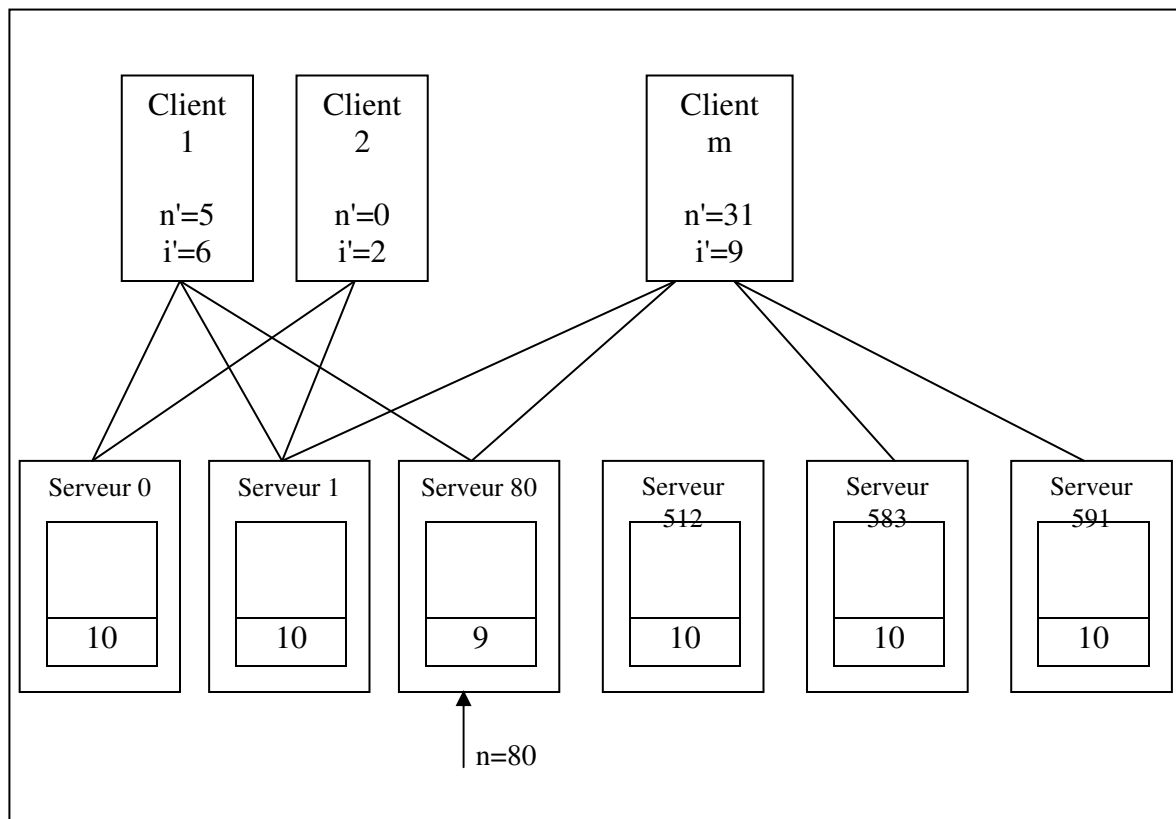 Client
1
n'=5
i'=6
Client
2
n'=0
i'=2
Client
m
n'=31
i'=9
Serveur 0
10
Serveur 1
10
Serveur 80
9
Serveur
512
10
Serveur
583
10
Serveur
591
10
n=80